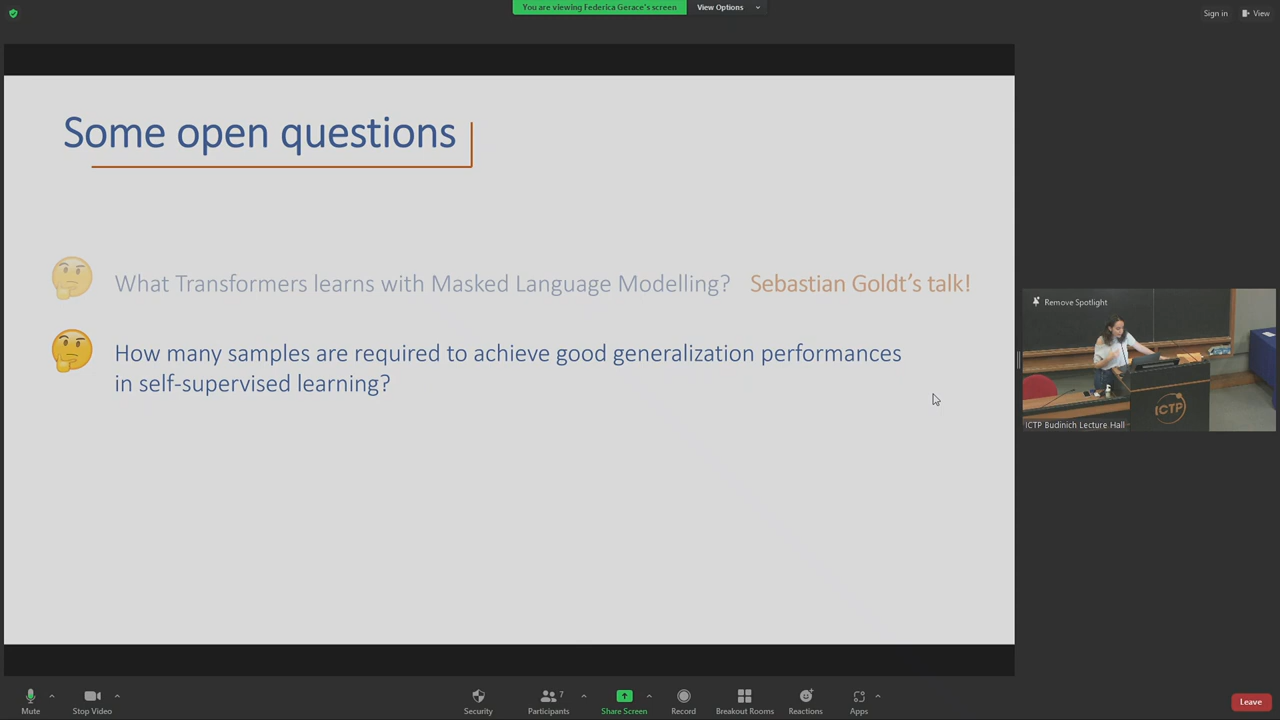 You are viewing Federica Gerace's screen
View Options
Sign in
View
Some open questions
What Transformers learns with Masked Language Modelling? Sebastian Goldt's talk!
How many samples are required to achieve good generalization performances
in self-supervised learning?
Remove Spotlight
ICTP
ICTP Budinich Lecture Hall
Mute
Stop Video
Security
Participants
7
Share Screen
Record
Breakout Rooms
Reactions
Apps
Leave